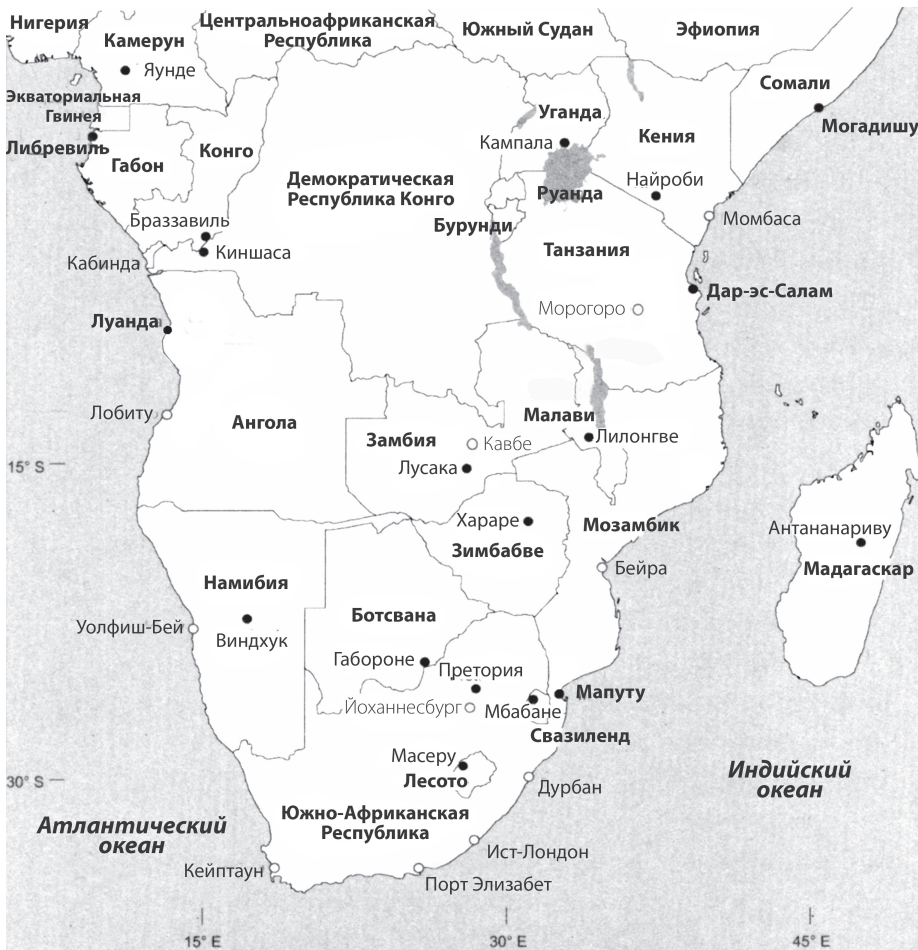 Нигерия
Центральноафриканская
Республика
Южный Судан
Эфиопия
Камерун
Яунде
Сомали
Экваториальная
Гвинея
Уганда
Могадишу
Либревиль
Габон
Конго
Кампала
Кения
Демократическая
Республика Конго
Руанда
Найроби
Браззавиль
Бурунди
Момбаса
Киншаса
Танзания
Кабинда
Дар-эс-Салам
Морогоро
Луанда
Лобиту
Ангола
Малави
Замбия
Кавбе
Лилонгве
15° S
Лусака
Хараре
Мозамбик
Антананариву
Зимбабве
Бейра
Мадагаскар
Намибия
Ботсвана
Уолфиш-Бей
Виндхук
Габороне
Претория
Мапуту
Йоханнесбург
Мбабане
Свазиленд
Масеру
Лесото
30° S
Дурбан
Индийский
океан
Южно-Африканская
Республика
Атлантический
океан
Ист-Лондон
Кейптаун
Порт Элизабет
15° E
30° E
45° E